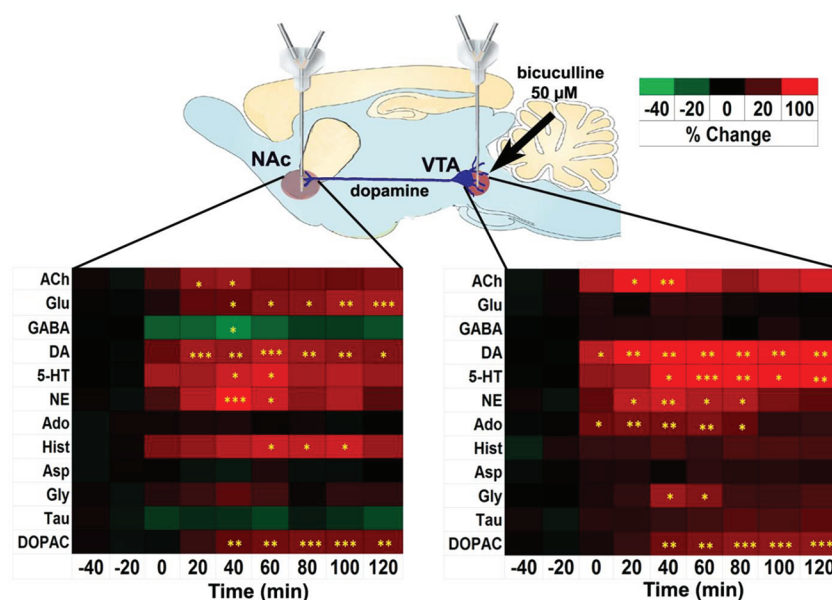 bicuculline
50 µM
-40 -20 0 20 100
% Change
NAc
VTA
dopamine
ACh * *
Glu * * * ** ***
GABA *
DA *** ** *** ** ** *
5-HT * *
NE *** *
Ado
Hist * * *
Asp
Gly
Tau
DOPAC ** ** *** *** **
-40 -20 0 20 40 60 80 100 120
Time (min)
ACh * **
Glu
GABA
DA * ** ** ** ** ** **
5-HT * *** ** * **
NE * ** * *
Ado * ** ** ** *
Hist
Asp
Gly * *
Tau
DOPAC ** ** *** *** ***
-40 -20 0 20 40 60 80 100 120
Time (min)